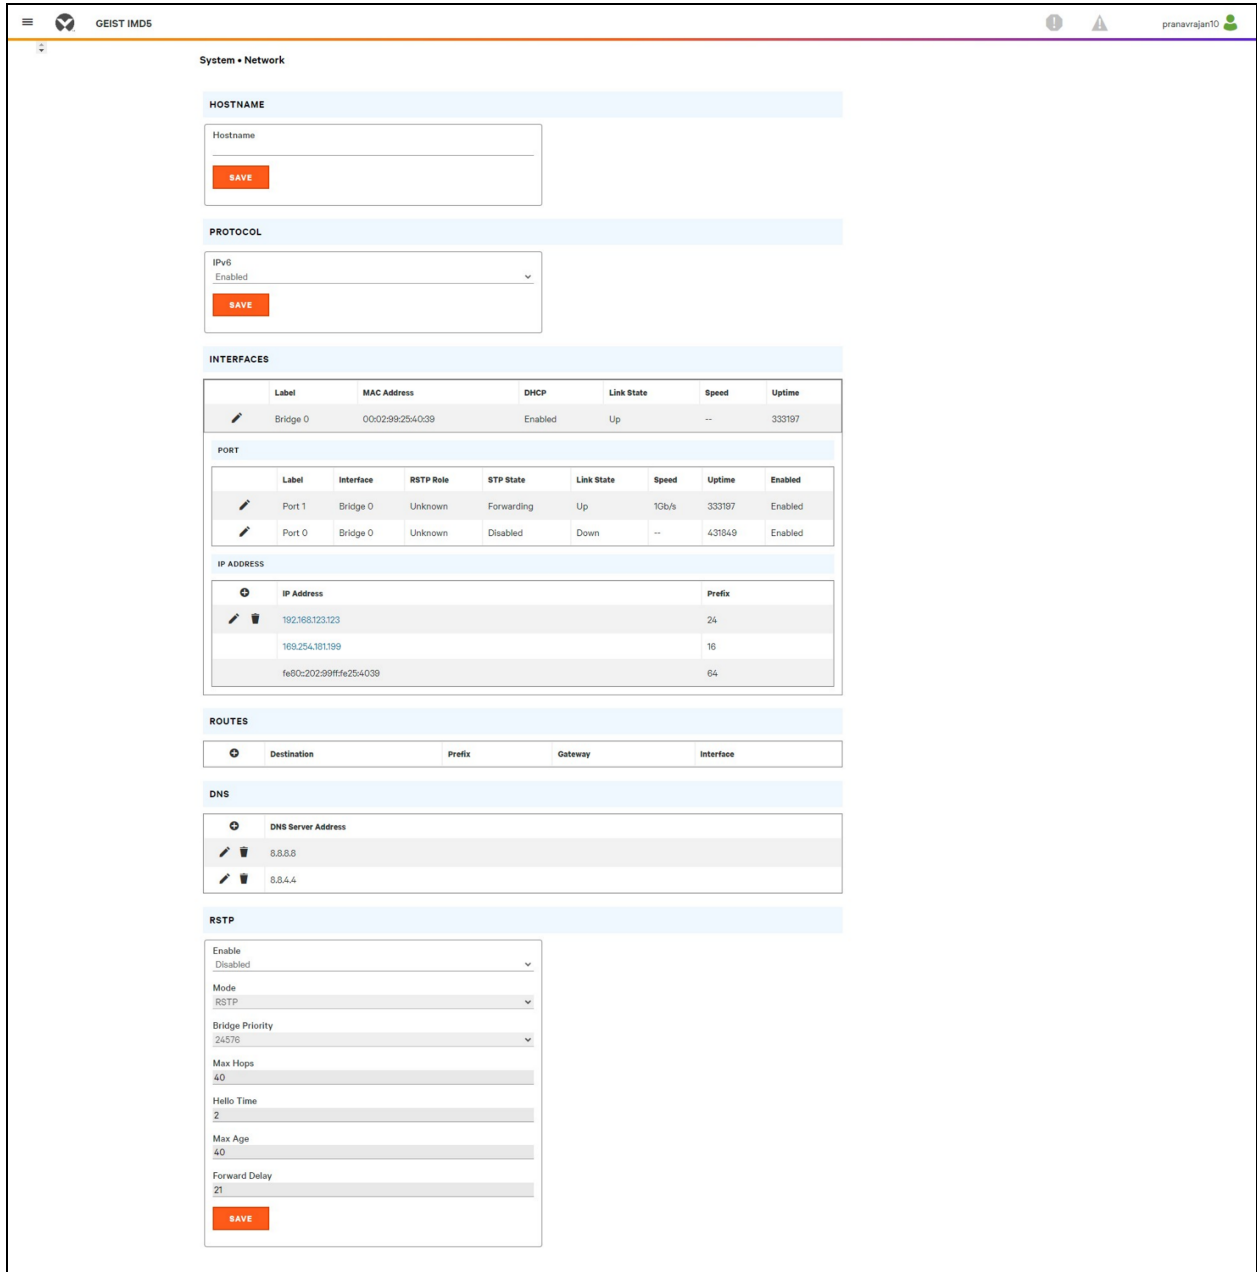 GEIST IMD5 pranavrajan10
System • Network
HOSTNAME
Hostname
SAVE
PROTOCOL
IPv6
Enabled
SAVE
INTERFACES
Label MAC Address DHCP Link State Speed Uptime
Bridge 0 00:02:99:25:40:39 Enabled Up -- 333197
PORT
Label Interface RSTP Role STP State Link State Speed Uptime Enabled
Port 1 Bridge 0 Unknown Forwarding Up 1Gb/s 333197 Enabled
Port 0 Bridge 0 Unknown Disabled Down -- 431849 Enabled
IP ADDRESS
IP Address Prefix
192.168.123.123 24
169.254.181.199 16
fe80::202:99ff:fe25:4039 64
ROUTES
Destination Prefix Gateway Interface
DNS
DNS Server Address
8.8.8.8
8.8.4.4
RSTP
Enable
Disabled
Mode
RSTP
Bridge Priority
24576
Max Hops
40
Hello Time
2
Max Age
40
Forward Delay
21
SAVE